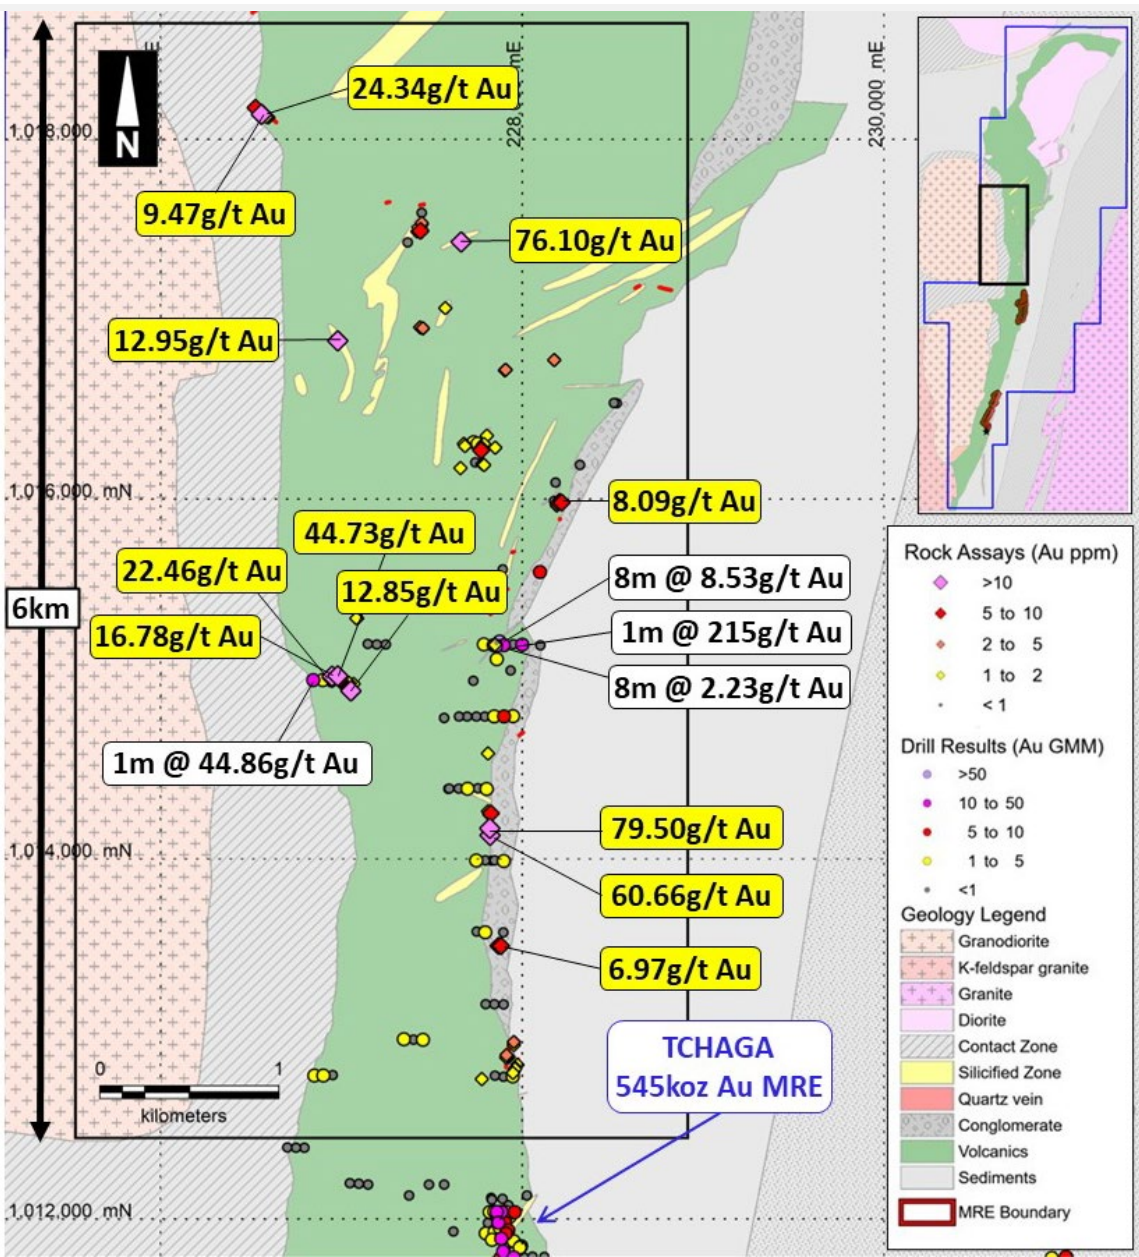 mE
228,
mE
230,000 mE
1,018,000
N
24.34g/t Au
9.47g/t Au
76.10g/t Au
12.95g/t Au
1,016,000 mN
8.09g/t Au
44.73g/t Au
22.46g/t Au
12.85g/t Au
16.78g/t Au
8m @ 8.53g/t Au
1m @ 215g/t Au
8m @ 2.23g/t Au
6km
1m @ 44.86g/t Au
79.50g/t Au
1,014,000 mN
60.66g/t Au
6.97g/t Au
TCHAGA
545koz Au MRE
0 1
kilometers
1,012,000 mN
Rock Assays (Au ppm)
>10
5 to 10
2 to 5
1 to 2
< 1
Drill Results (Au GMM)
>50
10 to 50
5 to 10
1 to 5
<1
Geology Legend
Granodiorite
K-feldspar granite
Granite
Diorite
Contact Zone
Silicified Zone
Quartz vein
Conglomerate
Volcanics
Sediments
MRE Boundary